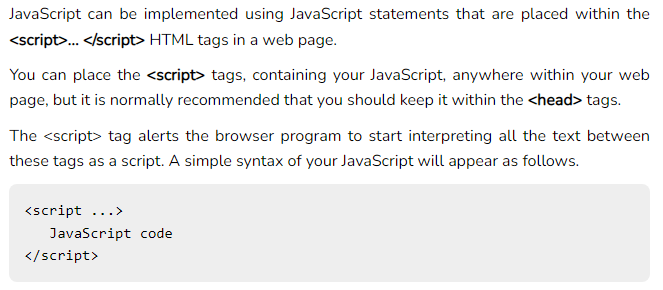 JavaScript can be implemented using JavaScript statements that are placed within the
<script>... </script> HTML tags in a web page.
You can place the <script> tags, containing your JavaScript, anywhere within your web
page, but it is normally recommended that you should keep it within the <head> tags.
The <script> tag alerts the browser program to start interpreting all the text between
these tags as a script. A simple syntax of your JavaScript will appear as follows.
<script ...>
   JavaScript code
</script>